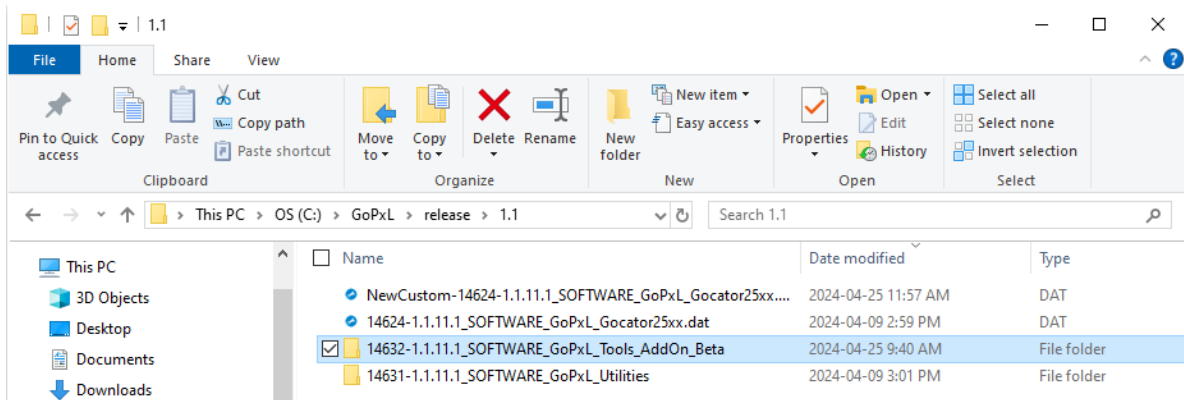 1.1
File Home Share View
Pin to Quick access
Copy
Paste
Cut
Copy path
Paste shortcut
Clipboard
Move to
Copy to
Delete
Rename
Organize
New folder
New item
Easy access
New
Properties
Open
Edit
History
Open
Select all
Select none
Invert selection
Select
This PC > OS (C:) > GoPxL > release > 1.1
Search 1.1
This PC
3D Objects
Desktop
Documents
Downloads
Name Date modified Type
NewCustom-14624-1.1.11.1_SOFTWARE_GoPxL_Gocator25xx.... 2024-04-25 11:57 AM DAT
14624-1.1.11.1_SOFTWARE_GoPxL_Gocator25xx.dat 2024-04-09 2:59 PM DAT
14632-1.1.11.1_SOFTWARE_GoPxL_Tools_AddOn_Beta 2024-04-25 9:40 AM File folder
14631-1.1.11.1_SOFTWARE_GoPxL_Utilities 2024-04-09 3:01 PM File folder